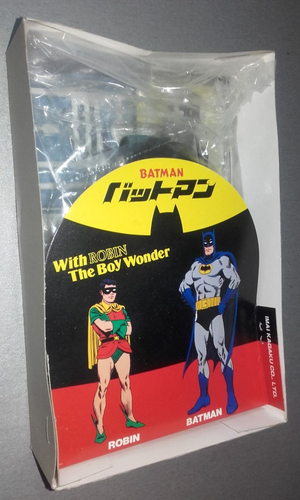 BATMAN
バットマン
With ROBIN
The Boy Wonder
ROBIN
BATMAN
IMAI KAGAKU CO., LTD.